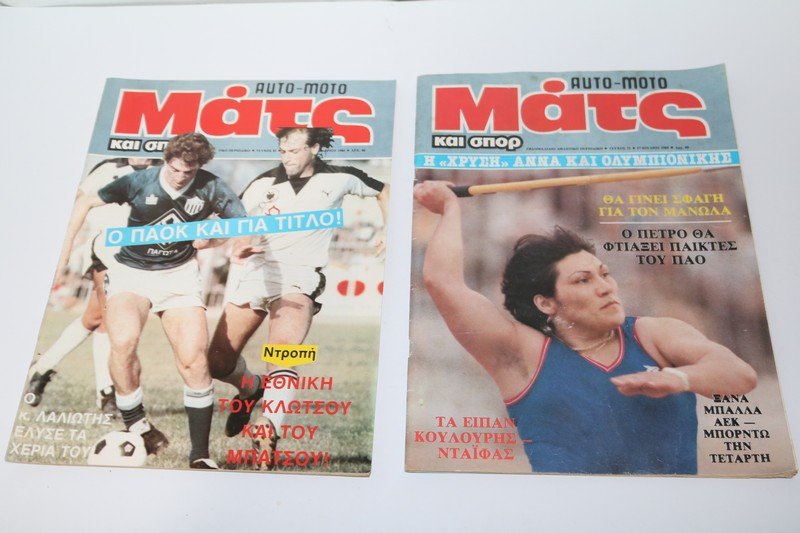 AUTO-MOTO
Μάτς
και σπορ
Ο ΠΑΟΚ ΚΑΙ ΓΙΑ ΤΙΤΛΟ!
ΠΑΓΩΤΑ
Ντροπή
Η ΕΘΝΙΚΗ
ΤΟΥ ΚΛΩΤΣΟΥ
ΚΑΙ ΤΟΥ
ΜΠΑΤΣΟΥ!
Ο
κ. ΛΑΛΙΩΤΗΣ
ΕΛΥΣΕ ΤΑ
ΧΕΡΙΑ ΤΟΥ
AUTO-MOTO
Μάτς
και σπορ
Η «ΧΡΥΣΗ» ΑΝΝΑ ΚΑΙ ΟΛΥΜΠΙΟΝΙΚΗΣ
ΘΑ ΓΙΝΕΙ ΣΦΑΓΗ
ΓΙΑ ΤΟΝ ΜΑΝΩΛΑ
Ο ΠΕΤΡΟ ΘΑ
ΦΤΙΑΞΕΙ ΠΑΙΚΤΕΣ
ΤΟΥ ΠΑΟ
ΤΑ ΕΙΠΑΝ
ΚΟΥΛΟΥΡΗΣ –
ΝΤΑΪΦΑΣ
ΞΑΝΑ
ΜΠΑΛΛΑ
ΑΕΚ –
ΜΠΟΡΝΤΩ
ΤΗΝ
ΤΕΤΑΡΤΗ